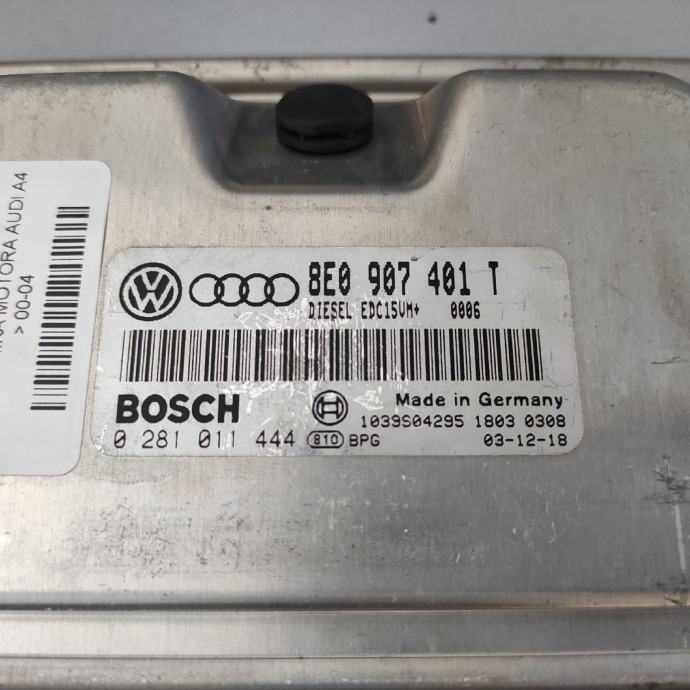 MOTORA AUDI A4
> 00-04
8E0 907 401 T
DIESEL EDC15VM+ 0006
BOSCH
Made in Germany
1039S04295 1803 0308
0 281 011 444 810 BPG 03-12-18